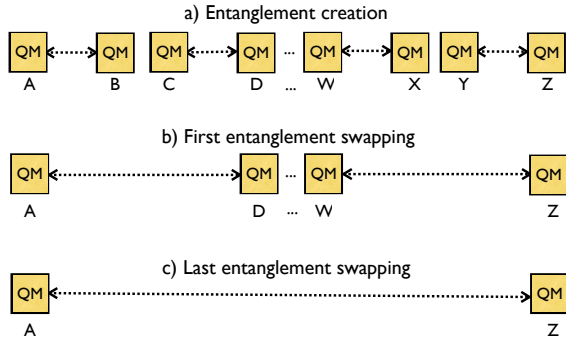 a) Entanglement creation
QM QM QM QM ... QM QM QM QM
A B C D ... W X Y Z
b) First entanglement swapping
QM QM ... QM QM
A D ... W Z
c) Last entanglement swapping
QM QM
A Z